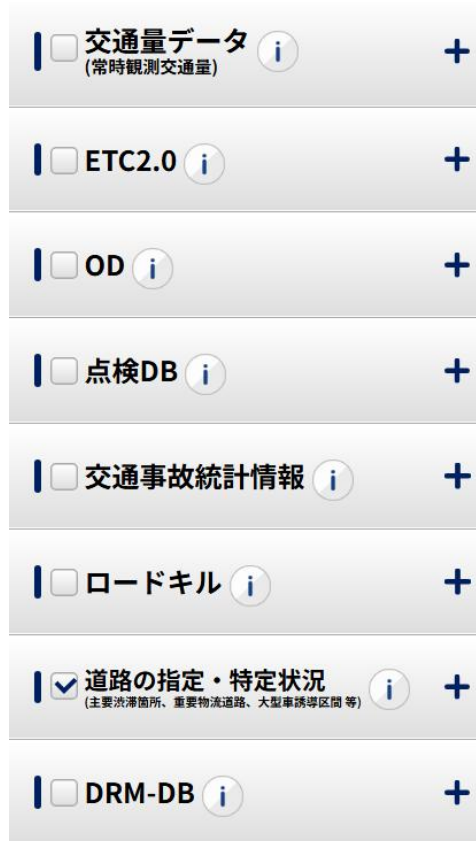 交通量データ
(常時観測交通量)
ETC2.0
OD
点検DB
交通事故統計情報
ロードキル
道路の指定・特定状況
(主要渋滞箇所、重要物流道路、大型車誘導区間 等)
DRM-DB